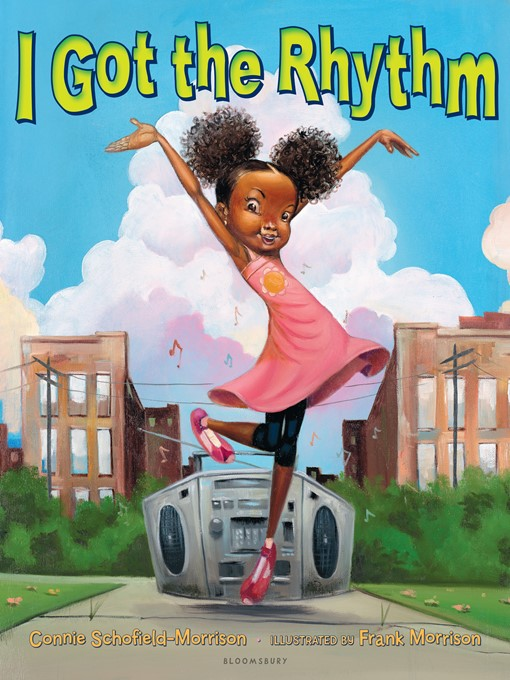 I Got the Rhythm
Connie Schofield-Morrison · ILLUSTRATED BY Frank Morrison
BLOOMSBURY